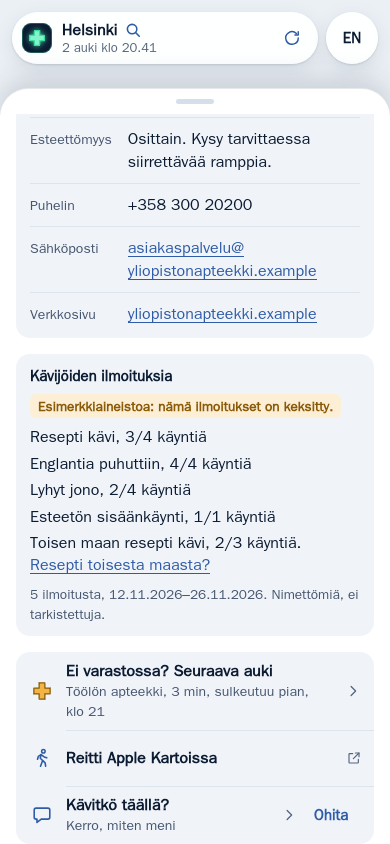 Helsinki
2 auki klo 20.41
EN
Esteettömyys
Osittain. Kysy tarvittaessa
siirrettävää ramppia.
Puhelin
+358 300 20200
Sähköposti
asiakaspalvelu@
yliopistonapteekki.example
Verkkosivu
yliopistonapteekki.example
Kävijöiden ilmoituksia
Esimerkkiaineistoa: nämä ilmoitukset on keksitty.
Resepti kävi, 3/4 käyntiä
Englantia puhuttiin, 4/4 käyntiä
Lyhyt jono, 2/4 käyntiä
Esteetön sisäänkäynti, 1/1 käyntiä
Toisen maan resepti kävi, 2/3 käyntiä.
Resepti toisesta maasta?
5 ilmoitusta, 12.11.2026–26.11.2026. Nimettömiä, ei
tarkistettuja.
Ei varastossa? Seuraava auki
Töölön apteekki, 3 min, sulkeutuu pian,
klo 21
Reitti Apple Kartoissa
Kävitkö täällä?
Kerro, miten meni
Ohita